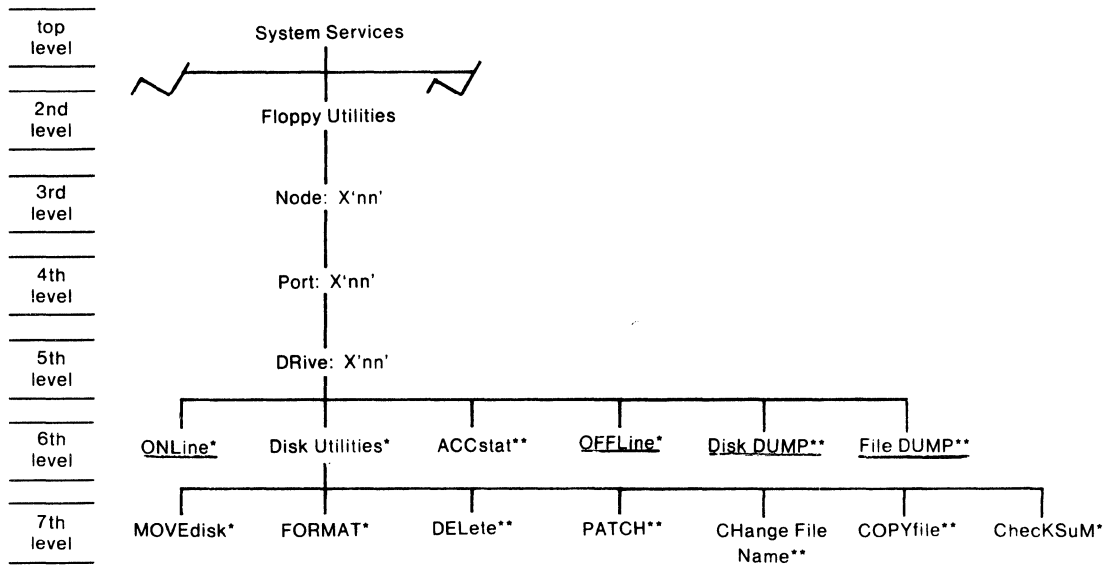 top
level
System Services
2nd
level
Floppy Utilities
3rd
level
Node: X'nn'
4th
level
Port: X'nn'
5th
level
DRive: X'nn'
6th
level
ONLine* Disk Utilities* ACCstat** OFFLine* Disk DUMP** File DUMP**
7th
level
MOVEdisk* FORMAT* DELete** PATCH** CHange File
Name** COPYfile** ChecKSuM*